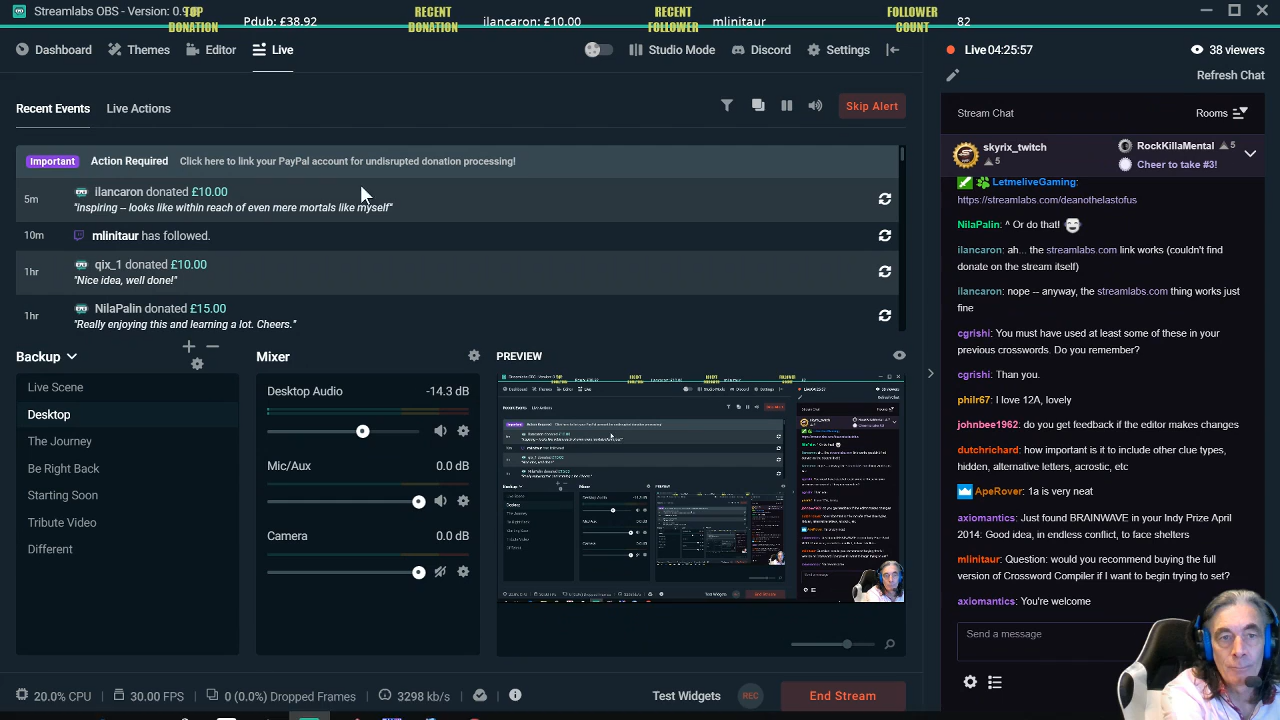 Streamlabs OBS - Version: 0.9
TOP DONATION
Pdub: £38.92
RECENT DONATION
ilancaron: £10.00
RECENT FOLLOWER
mlinitaur
FOLLOWER COUNT
82
Dashboard
Themes
Editor
Live
Studio Mode
Discord
Settings
Live 04:25:57
38 viewers
Refresh Chat
Recent Events
Live Actions
Skip Alert
Important Action Required Click here to link your PayPal account for undisrupted donation processing!
5m
ilancaron donated £10.00
"inspiring -- looks like within reach of even mere mortals like myself"
10m
mlinitaur has followed.
1hr
qix_1 donated £10.00
"Nice idea, well done!"
1hr
NilaPalin donated £15.00
"Really enjoying this and learning a lot. Cheers."
Backup
Live Scene
Desktop
The Journey
Be Right Back
Starting Soon
Tribute Video
Different
Mixer
Desktop Audio -14.3 dB
Mic/Aux 0.0 dB
Camera 0.0 dB
PREVIEW
20.0% CPU
30.00 FPS
0 (0.0%) Dropped Frames
3298 kb/s
Test Widgets
REC
End Stream
Stream Chat
Rooms
skyrix_twitch
5
RockKillaMental 5
Cheer to take #3!
LetmeliveGaming:
https://streamlabs.com/deanothelastofus
NilaPalin: ^ Or do that!
ilancaron: ah... the streamlabs.com link works (couldn't find
donate on the stream itself)
ilancaron: nope -- anyway, the streamlabs.com thing works just
fine
cgrishi: You must have used at least some of these in your
previous crosswords. Do you remember?
cgrishi: Than you.
philr67: I love 12A, lovely
johnbee1962: do you get feedback if the editor makes changes
dutchrichard: how important is it to include other clue types:
hidden, alternative letters, acrostic, etc
ApeRover: 1a is very neat
axiomantics: Just found BRAINWAVE in your Indy Prize Apr
2014: Good idea, in endless conflict, to face shelters
mlinitaur: Question: would you recommend buying the full
version of Crossword Compiler if I want to begin trying to set?
axiomantics: You're welcome
Send a message